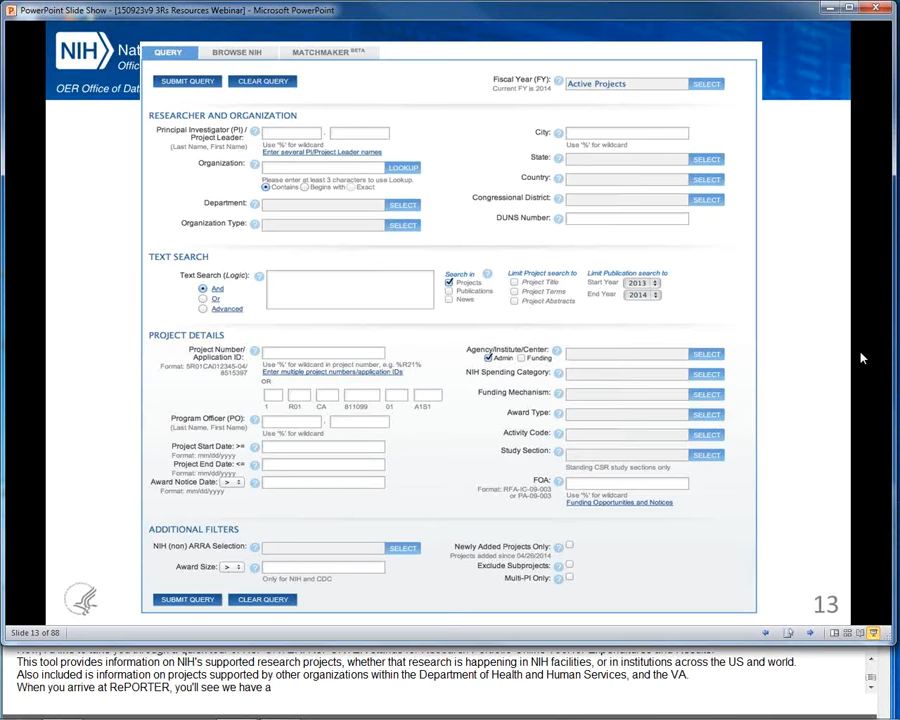 PowerPoint Slide Show - [150923v9 3Rs Resources Webinar] - Microsoft PowerPoint
NIH
Nat
Offic
OER Office of Dat
QUERY BROWSE NIH MATCHMAKER BETA
SUBMIT QUERY CLEAR QUERY
Fiscal Year (FY): ? Active Projects SELECT
Current FY is 2014
RESEARCHER AND ORGANIZATION
Principal Investigator (PI) / ? ,
Project Leader:
(Last Name, First Name) Use '%' for wildcard
Enter several PI/Project Leader names
Organization: ? LOOKUP
Please enter at least 3 characters to use Lookup.
Contains Begins with Exact
Department: ? SELECT
Organization Type: ? SELECT
City: ?
Use '%' for wildcard
State: ? SELECT
Country: ? SELECT
Congressional District: ? SELECT
DUNS Number: ?
TEXT SEARCH
Text Search (Logic): ?
And
Or
Advanced
Search in ?
Projects
Publications
News
Limit Project search to
Project Title
Project Terms
Project Abstracts
Limit Publication search to
Start Year 2013
End Year 2014
PROJECT DETAILS
Project Number/ ?
Application ID:
Format: 5R01CA012345-04/
8515397
Use '%' for wildcard in project number, e.g. %R21%
Enter multiple project numbers/application IDs
OR
1 R01 CA 811099 01 A1S1
Program Officer (PO): ? ,
(Last Name, First Name)
Use '%' for wildcard
Project Start Date: >= ?
Format: mm/dd/yyyy
Project End Date: <= ?
Format: mm/dd/yyyy
Award Notice Date: > ?
Format: mm/dd/yyyy
Agency/Institute/Center: ? SELECT
Admin Funding
NIH Spending Category: ? SELECT
Funding Mechanism: ? SELECT
Award Type: ? SELECT
Activity Code: ? SELECT
Study Section: ? SELECT
Standing CSR study sections only
FOA: ?
Format: RFA-IC-09-003
or PA-09-003
Use '%' for wildcard
Funding Opportunities and Notices
ADDITIONAL FILTERS
NIH (non) ARRA Selection: ? SELECT
Award Size: > ?
Only for NIH and CDC
Newly Added Projects Only: ?
Projects added since 04/26/2014
Exclude Subprojects: ?
Multi-PI Only: ?
SUBMIT QUERY CLEAR QUERY
13
Slide 13 of 88
This tool provides information on NIH's supported research projects, whether that research is happening in NIH facilities, or in institutions across the US and world.
Also included is information on projects supported by other organizations within the Department of Health and Human Services, and the VA.
When you arrive at RePORTER, you'll see we have a